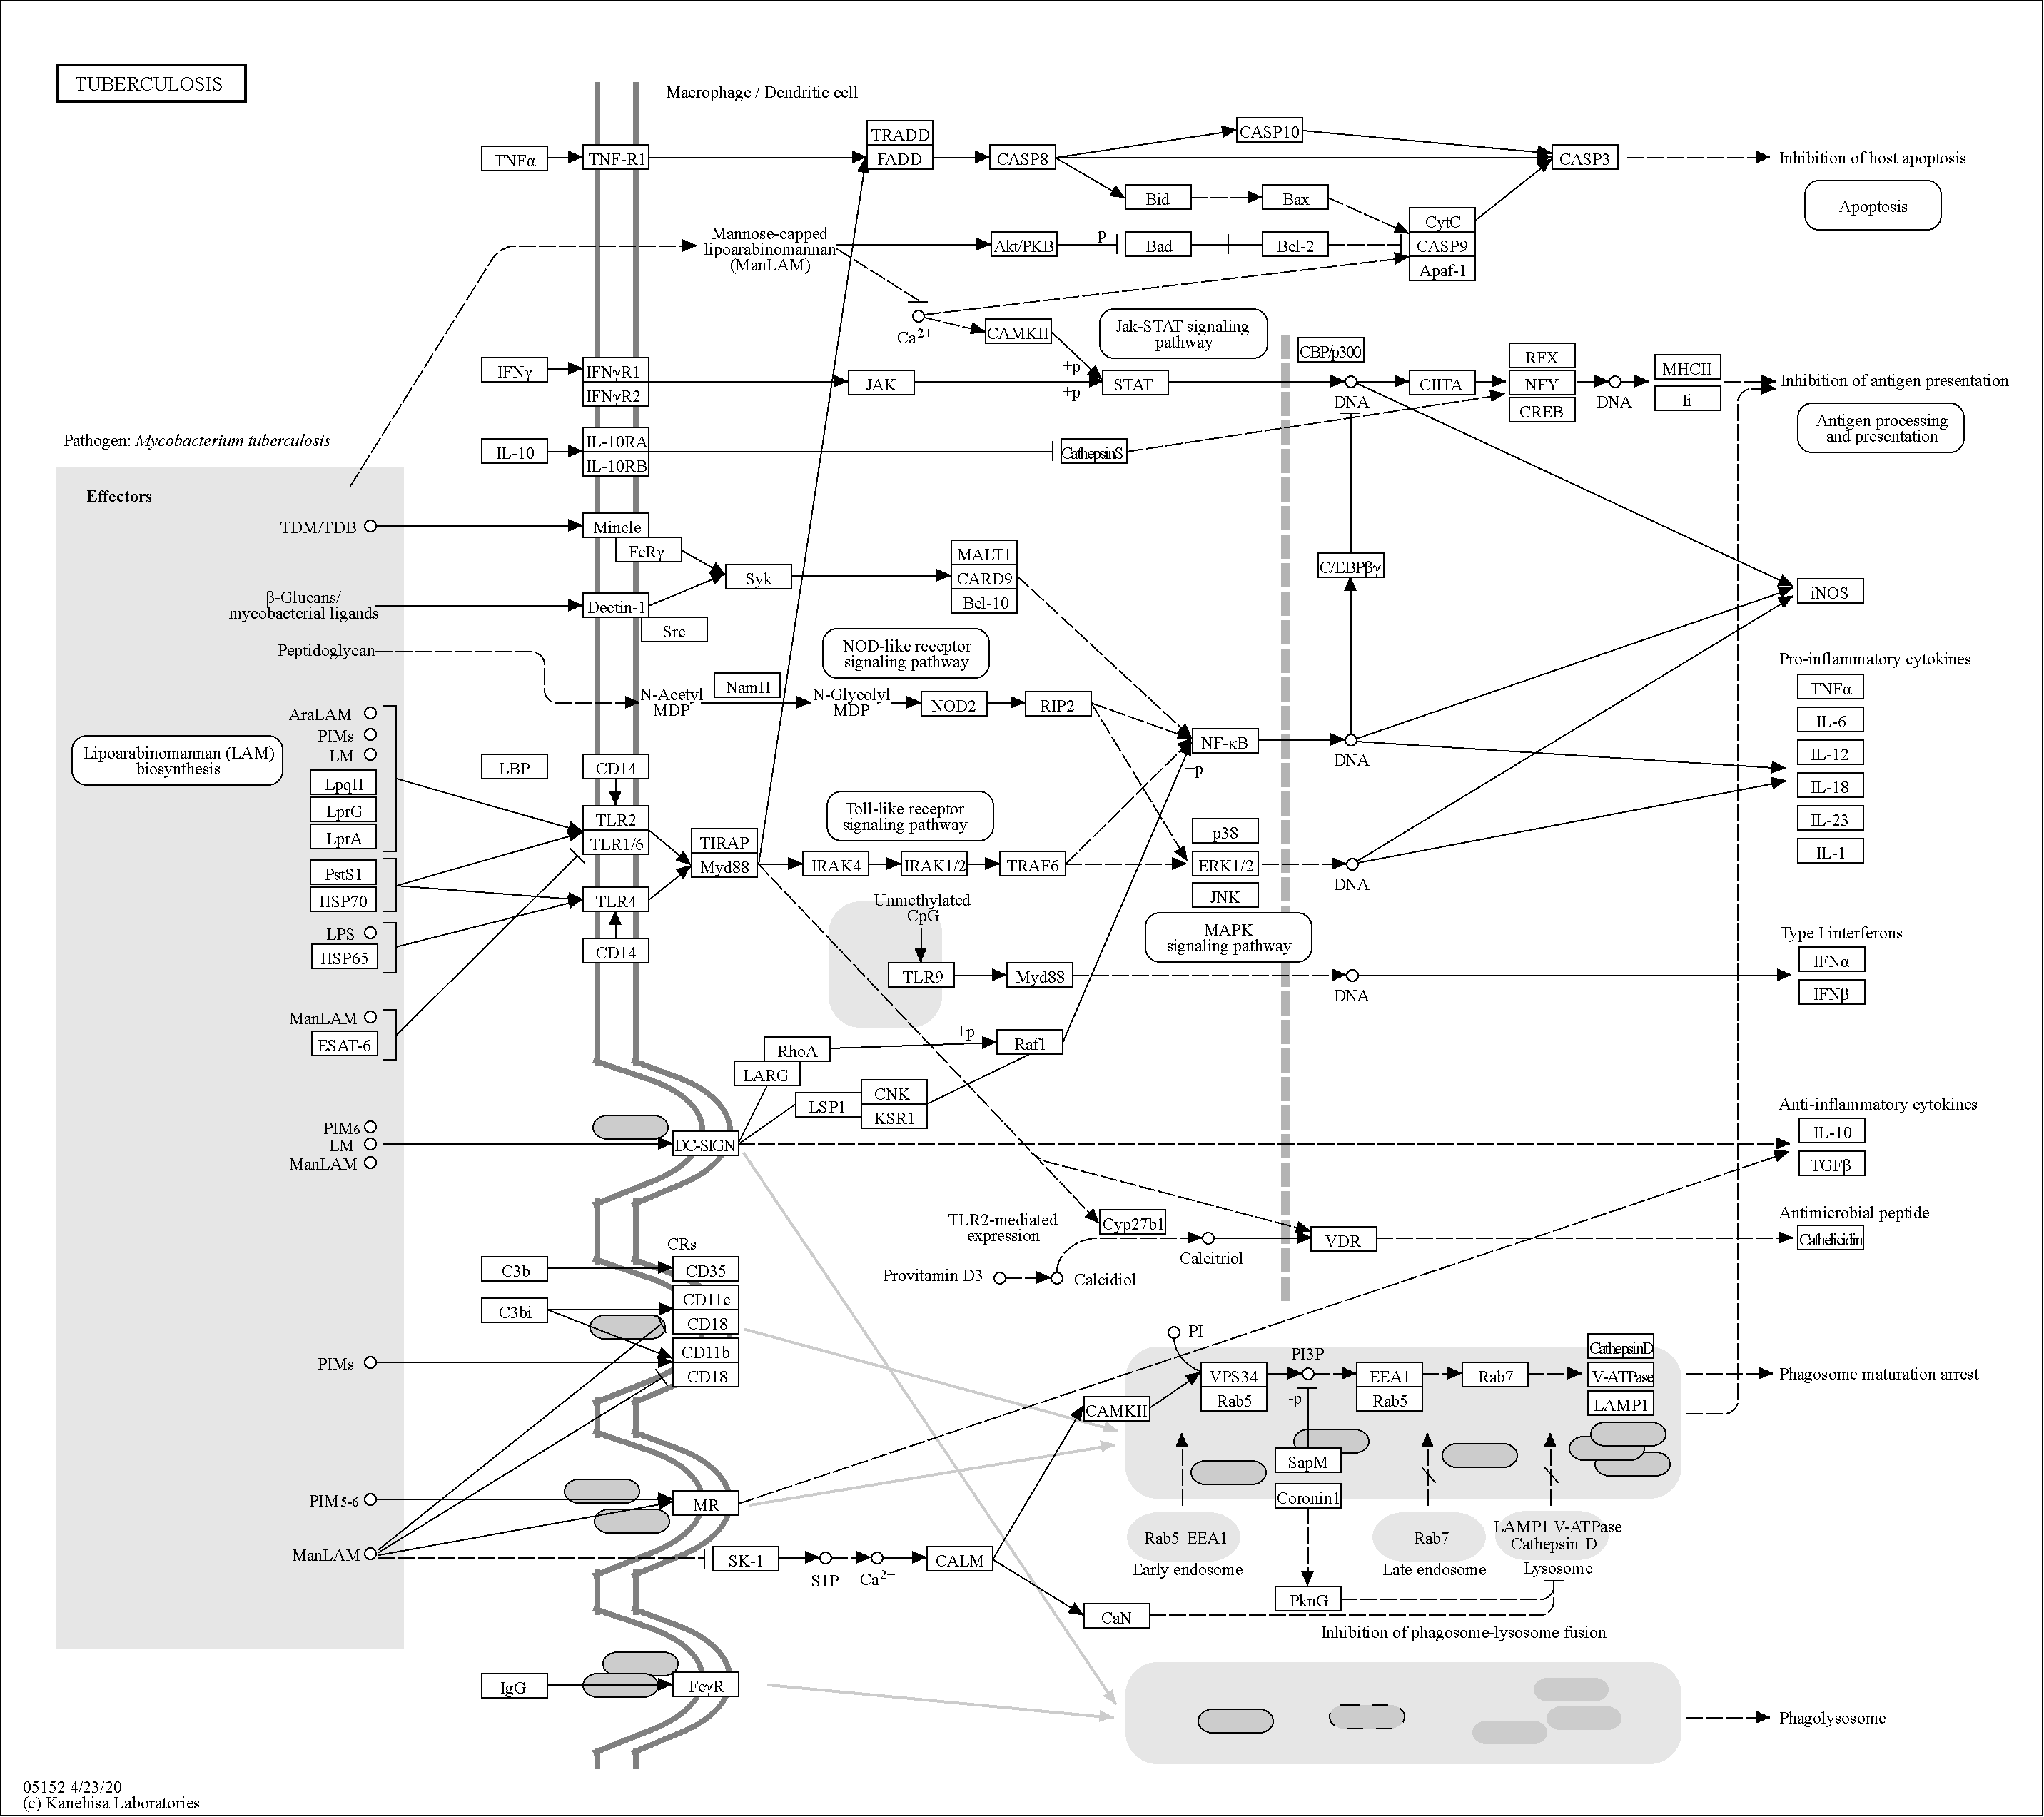 TUBERCULOSIS
Macrophage / Dendritic cell
TNFα
TNF-R1
TRADD
FADD
CASP8
CASP10
CASP3
Inhibition of host apoptosis
Bid
Bax
Apoptosis
Mannose-capped
lipoarabinomannan
(ManLAM)
Akt/PKB
+p
Bad
Bcl-2
CytC
CASP9
Apaf-1
Ca2+
CAMKII
Jak-STAT signaling
pathway
IFNγ
IFNγR1
IFNγR2
JAK
+p
+p
STAT
CBP/p300
DNA
CIITA
RFX
NFY
CREB
DNA
MHCII
Ii
Inhibition of antigen presentation
Antigen processing
and presentation
IL-10
IL-10RA
IL-10RB
CathepsinS
Pathogen: Mycobacterium tuberculosis
Effectors
TDM/TDB
Mincle
FcRγ
Syk
MALT1
CARD9
Bcl-10
C/EBPβγ
iNOS
β-Glucans/
mycobacterial ligands
Dectin-1
Src
Peptidoglycan
N-Acetyl
MDP
NamH
N-Glycolyl
MDP
NOD-like receptor
signaling pathway
NOD2
RIP2
NF-κB
+p
DNA
Pro-inflammatory cytokines
TNFα
IL-6
IL-12
IL-18
IL-23
IL-1
AraLAM
PIMs
LM
Lipoarabinomannan (LAM)
biosynthesis
LpqH
LprG
LprA
PstS1
HSP70
LPS
HSP65
ManLAM
ESAT-6
LBP
CD14
TLR2
TLR1/6
TLR4
CD14
TIRAP
Myd88
Toll-like receptor
signaling pathway
IRAK4
IRAK1/2
TRAF6
p38
ERK1/2
JNK
DNA
MAPK
signaling pathway
Unmethylated
CpG
TLR9
Myd88
DNA
Type I interferons
IFNα
IFNβ
RhoA
LARG
+p
Raf1
LSP1
CNK
KSR1
PIM6
LM
ManLAM
DC-SIGN
Anti-inflammatory cytokines
IL-10
TGFβ
TLR2-mediated
expression
Cyp27b1
Calcitriol
VDR
Provitamin D3
Calcidiol
Antimicrobial peptide
Cathelicidin
CRs
C3b
CD35
C3bi
CD11c
CD18
CD11b
CD18
PIMs
PI
VPS34
Rab5
PI3P
-p
EEA1
Rab5
Rab7
CathepsinD
V-ATPase
LAMP1
Phagosome maturation arrest
CAMKII
SapM
Coronin1
PIM5-6
MR
ManLAM
SK-1
S1P
Ca2+
CALM
CaN
Rab5 EEA1
Early endosome
Rab7
Late endosome
LAMP1 V-ATPase
Cathepsin D
Lysosome
PknG
Inhibition of phagosome-lysosome fusion
IgG
FcγR
Phagolysosome
05152 4/23/20
(c) Kanehisa Laboratories